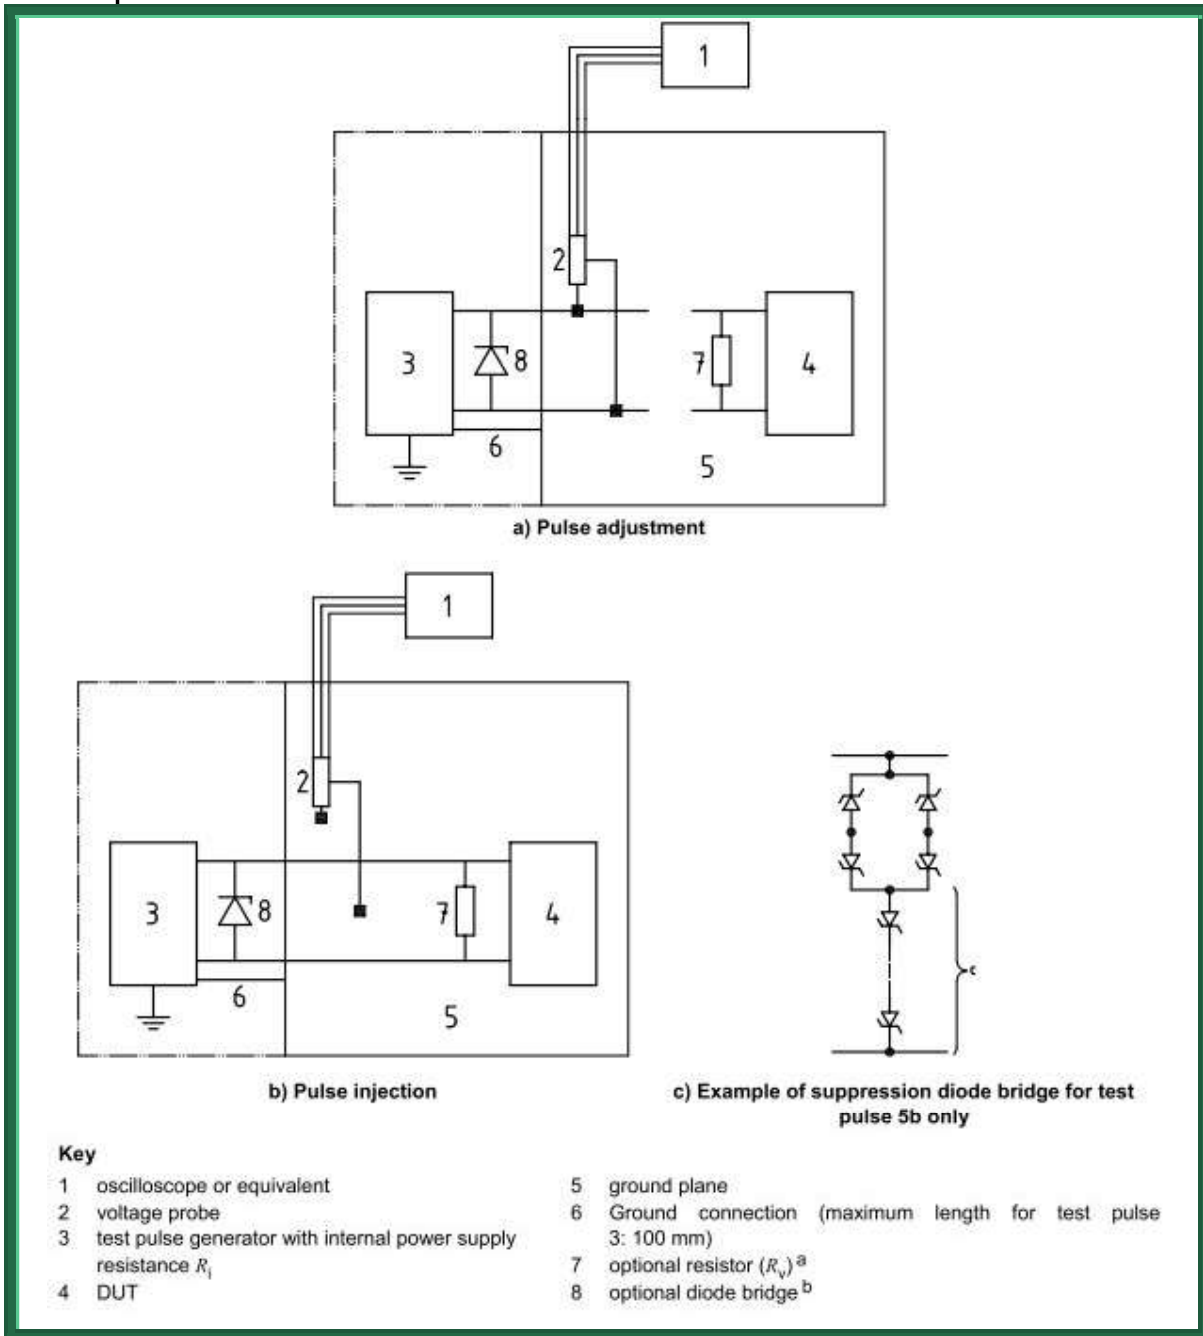 1
2
3
8
7
4
6
5
a) Pulse adjustment
1
2
3
8
7
4
6
5
c
b) Pulse injection
c) Example of suppression diode bridge for test
pulse 5b only
Key
1 oscilloscope or equivalent
2 voltage probe
3 test pulse generator with internal power supply
resistance Ri
4 DUT
5 ground plane
6 Ground connection (maximum length for test pulse
3: 100 mm)
7 optional resistor (Rv) a
8 optional diode bridge b